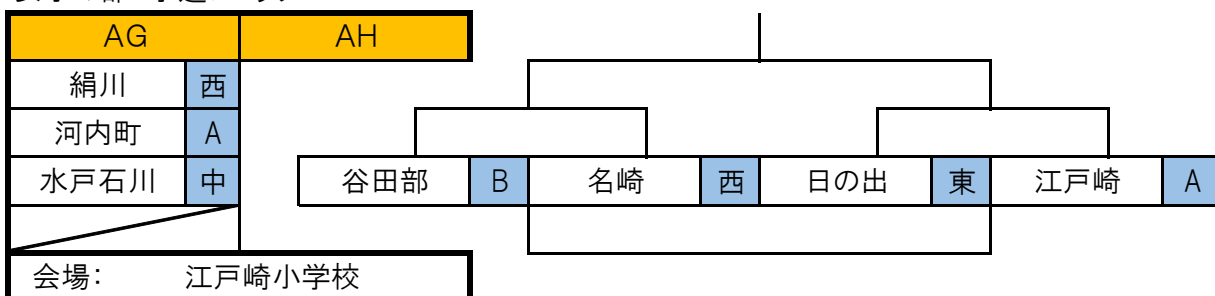 AG AH
絹川 西
河内町 A
水戸石川 中 谷田部 B 名崎 西 日の出 東 江戸崎 A
会場: 江戸崎小学校